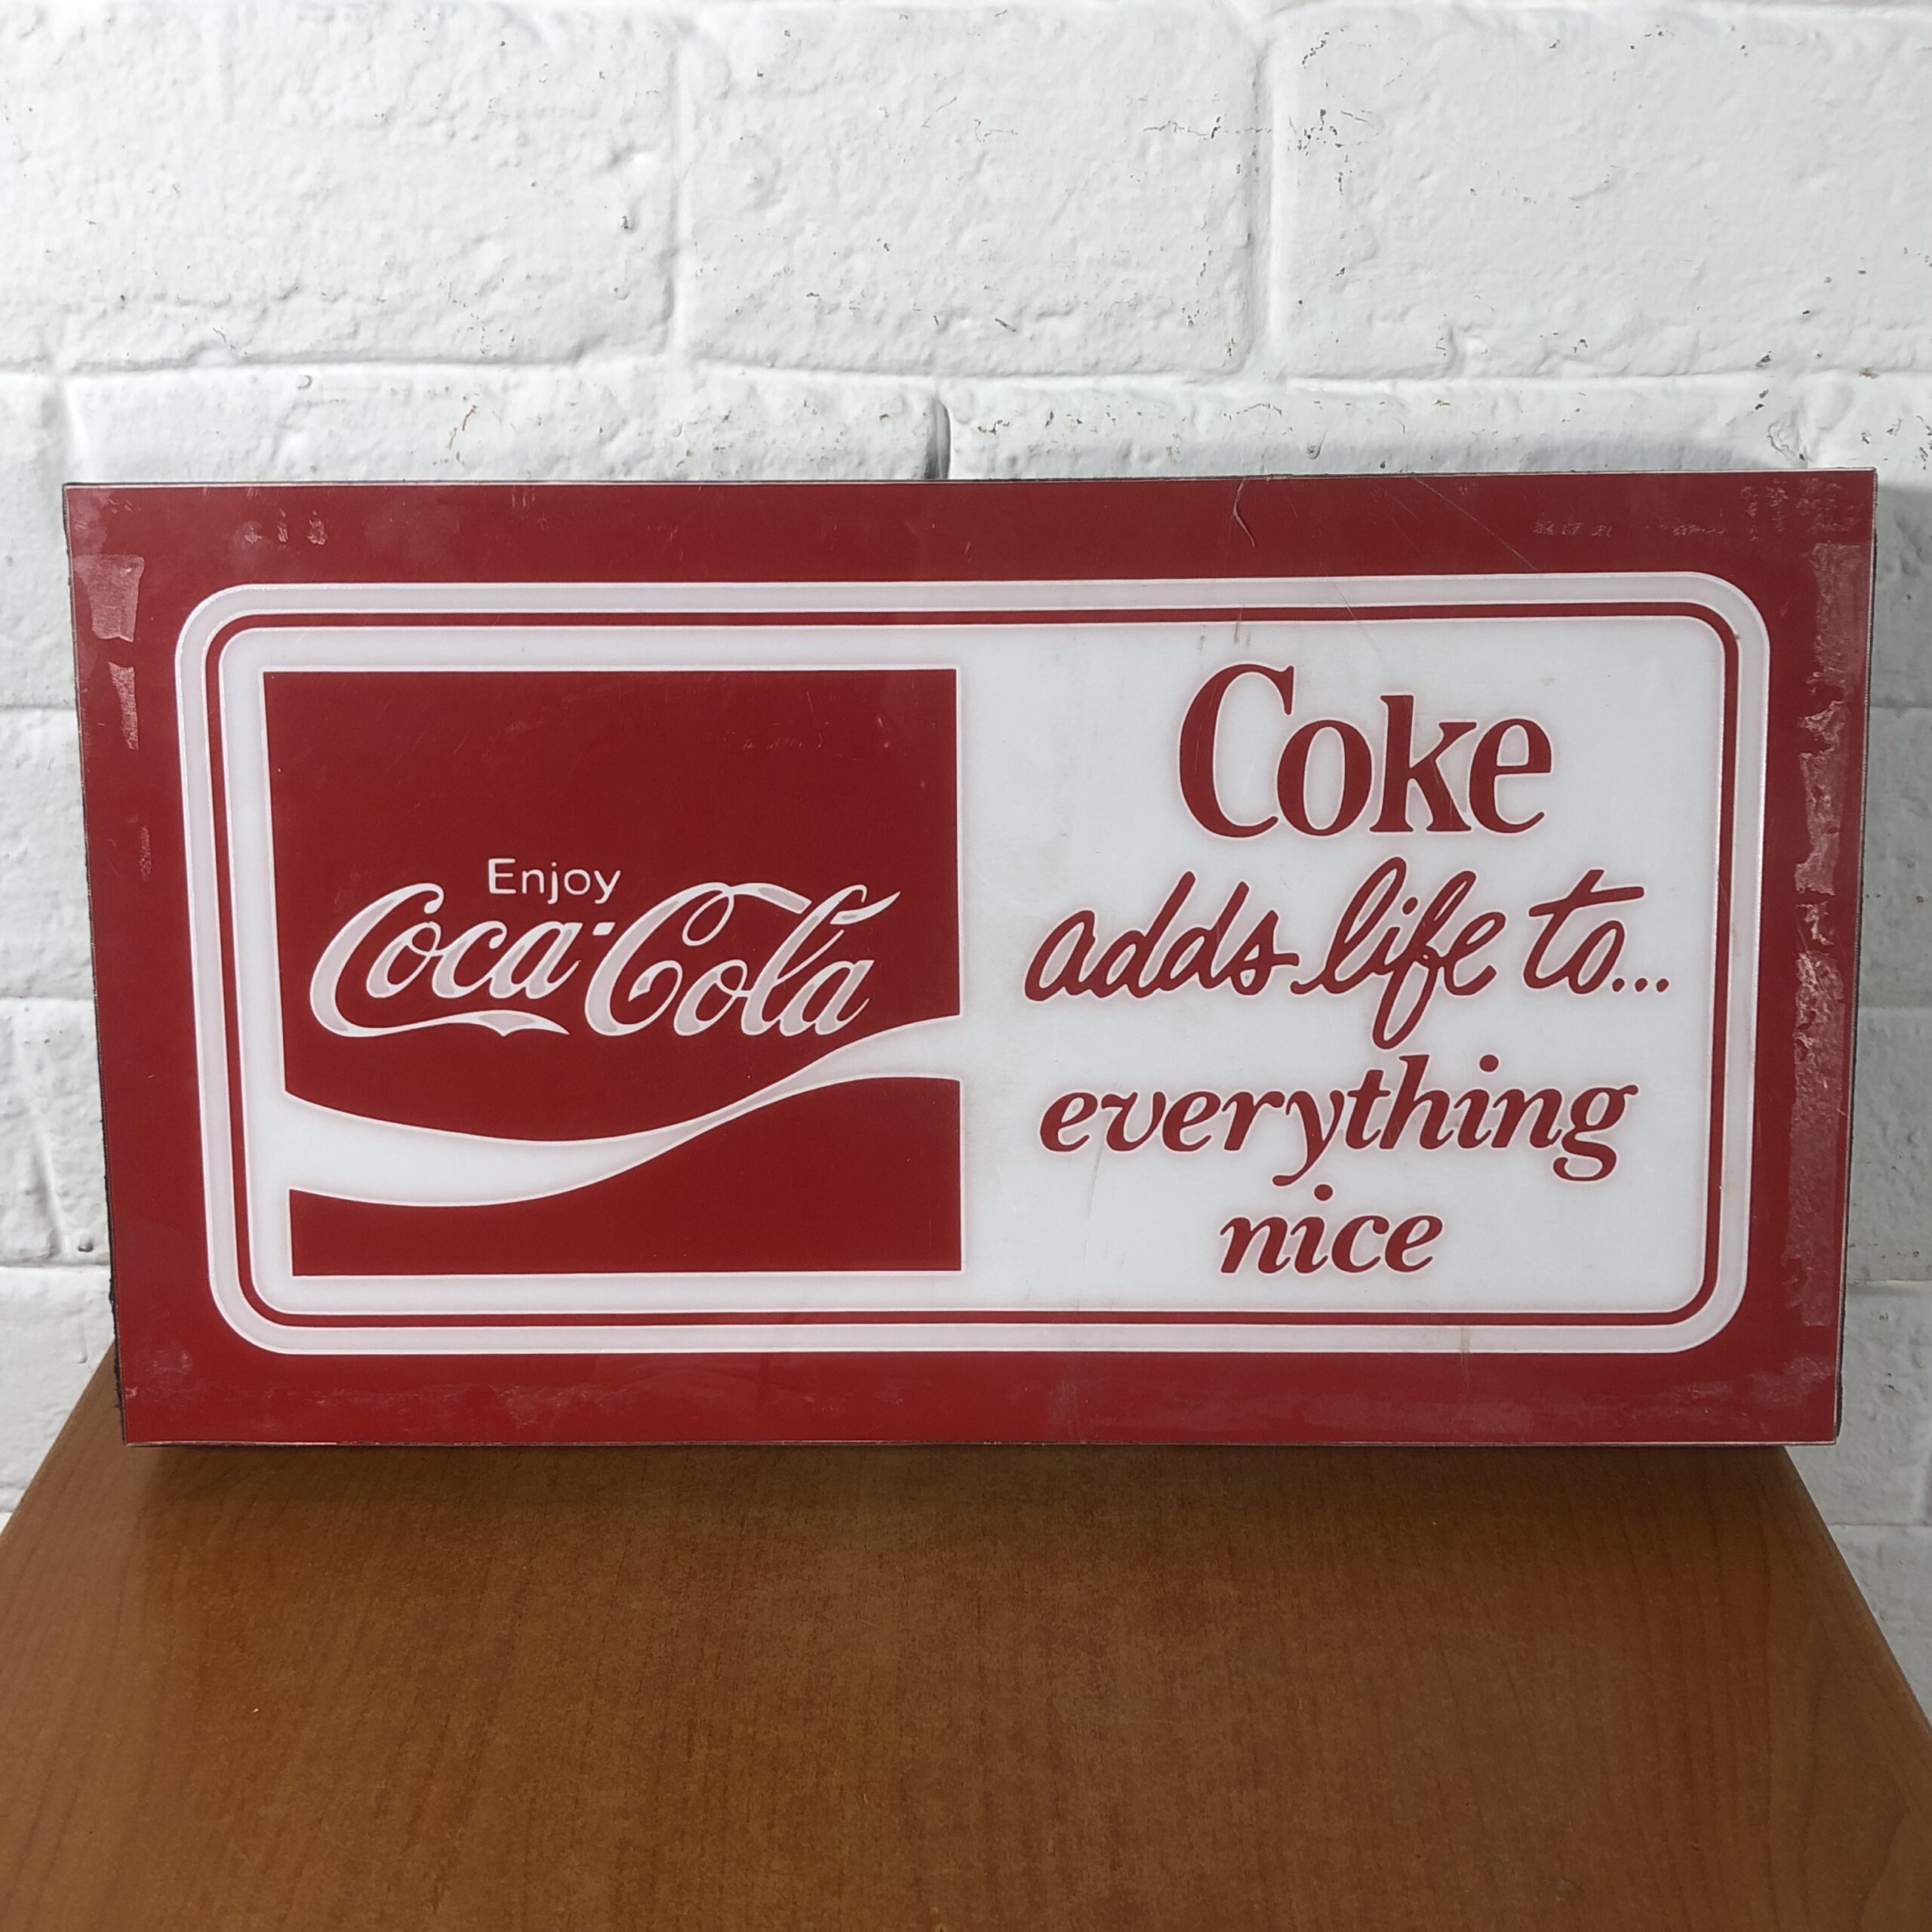 Enjoy
Coca-Cola
Coke
adds life to...
everything
nice